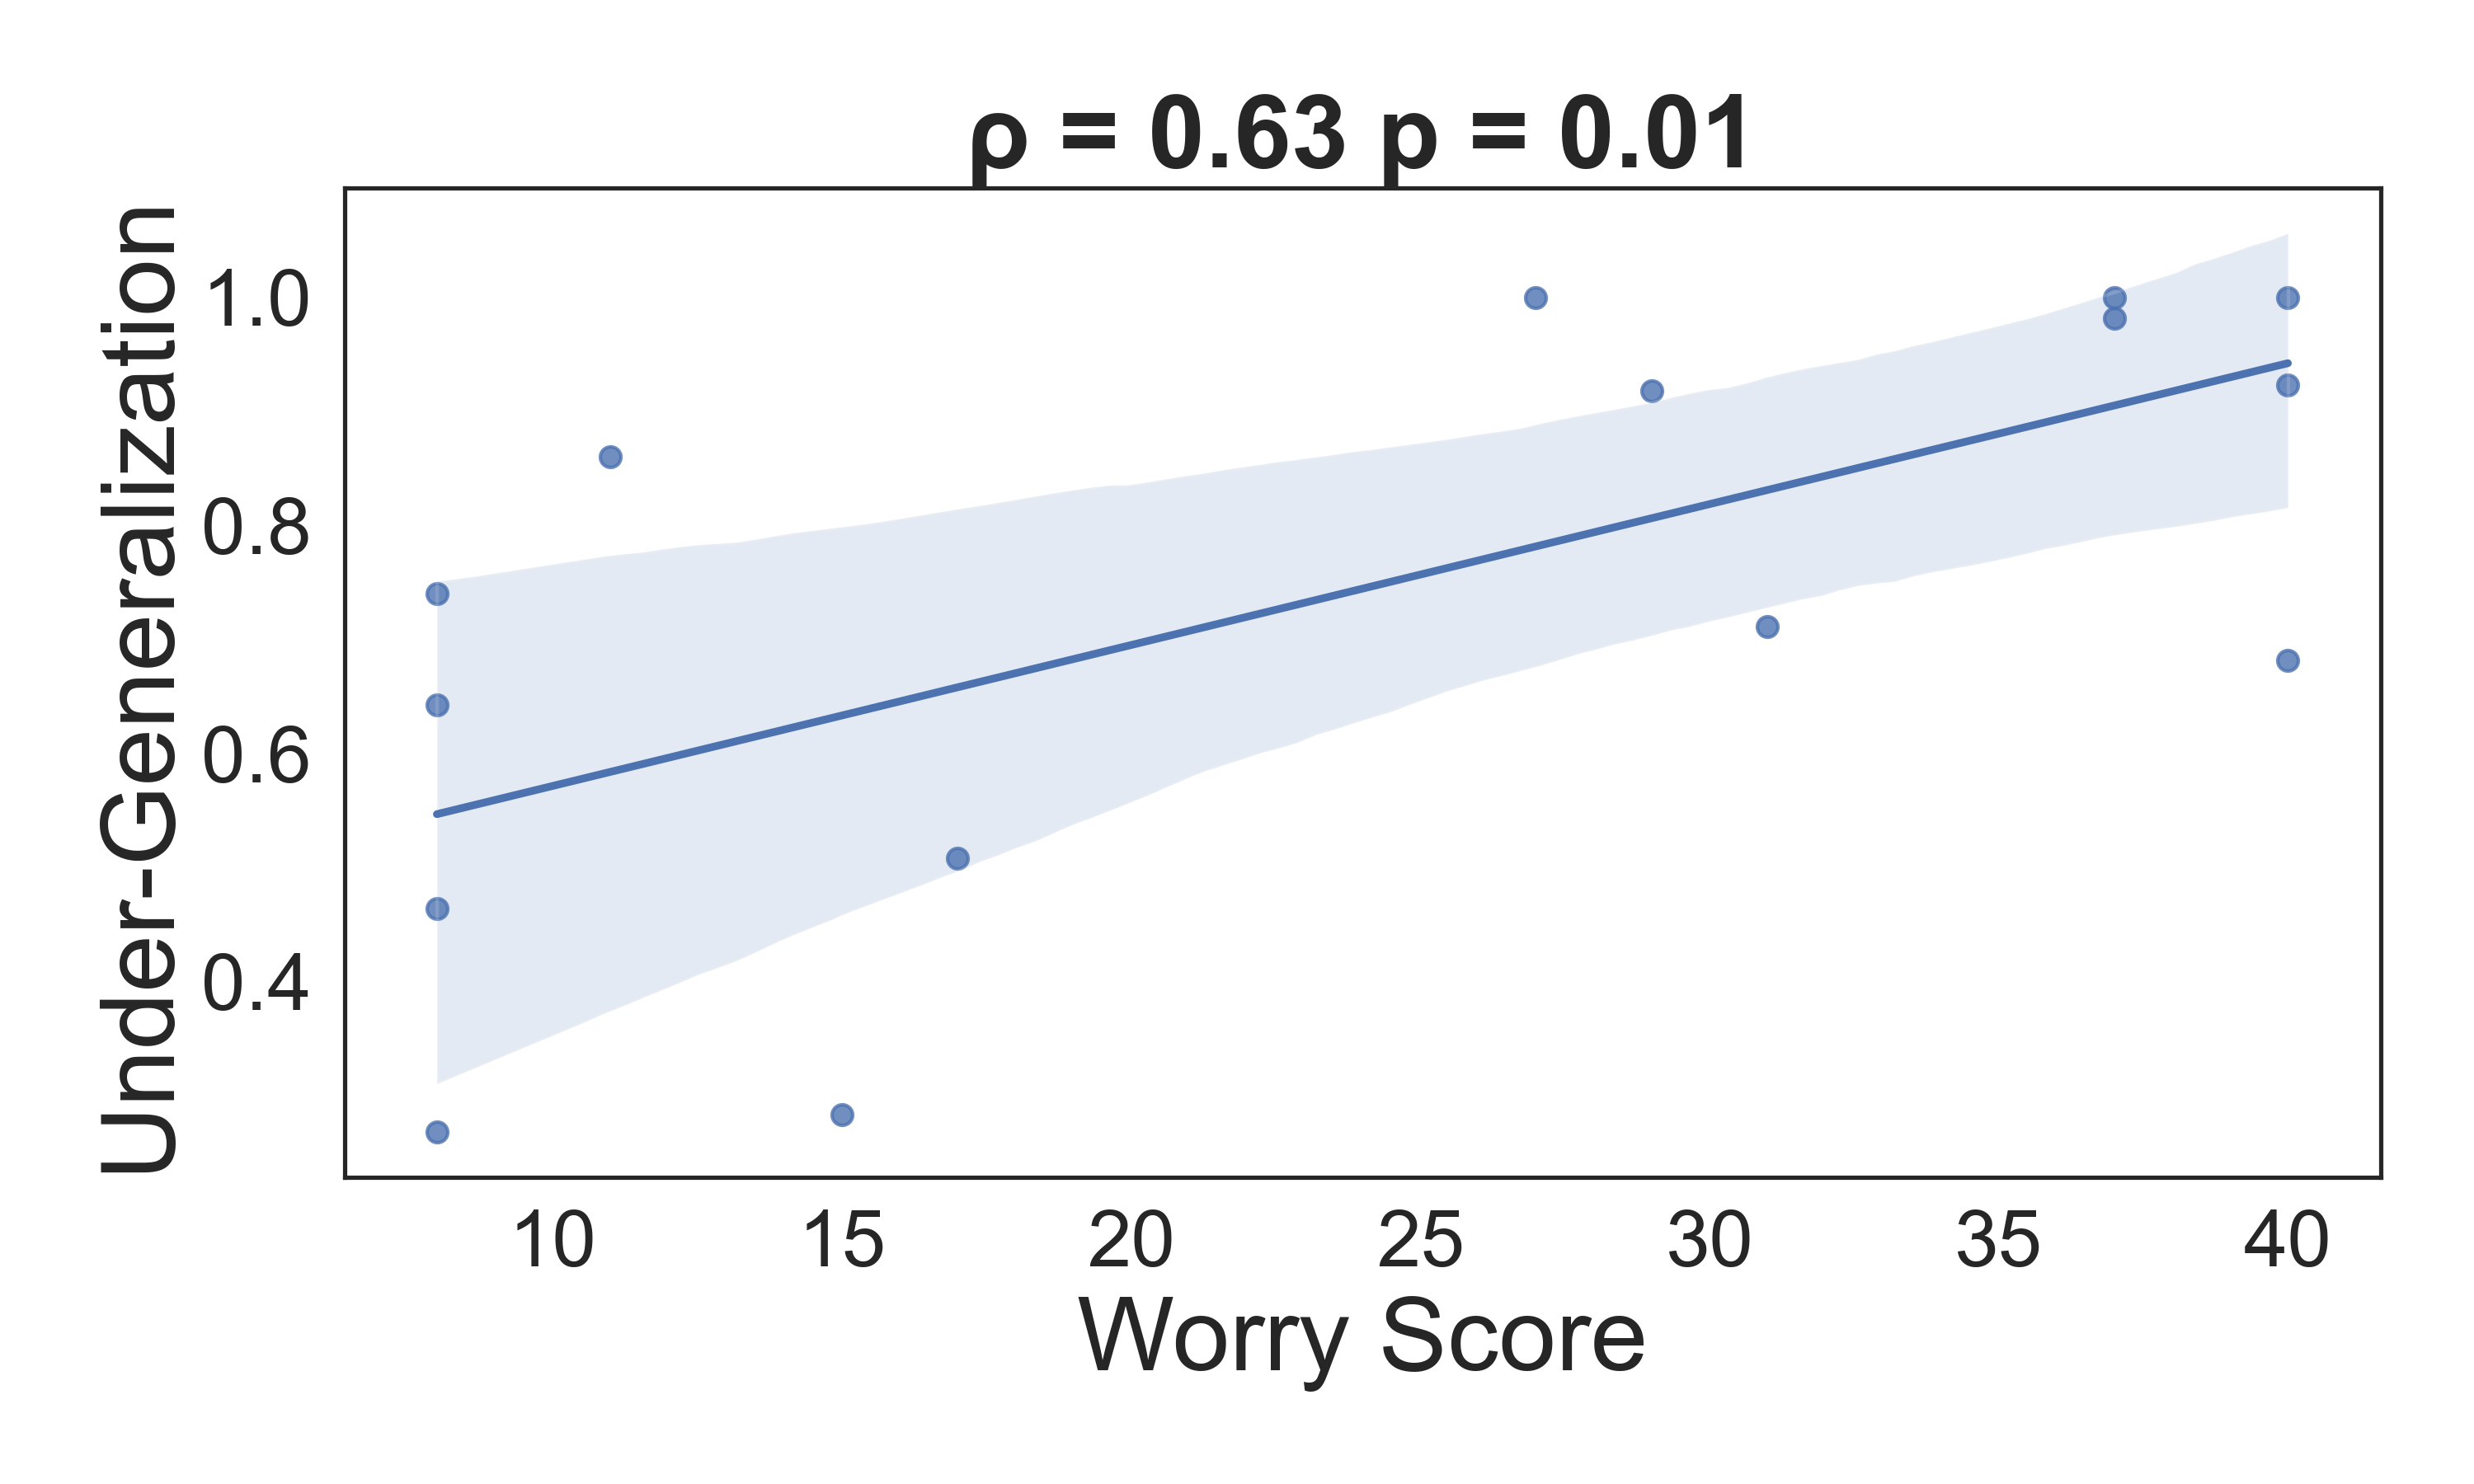 ρ = 0.63 p = 0.01
Under-Generalization
1.0
0.8
0.6
0.4
10 15 20 25 30 35 40
Worry Score